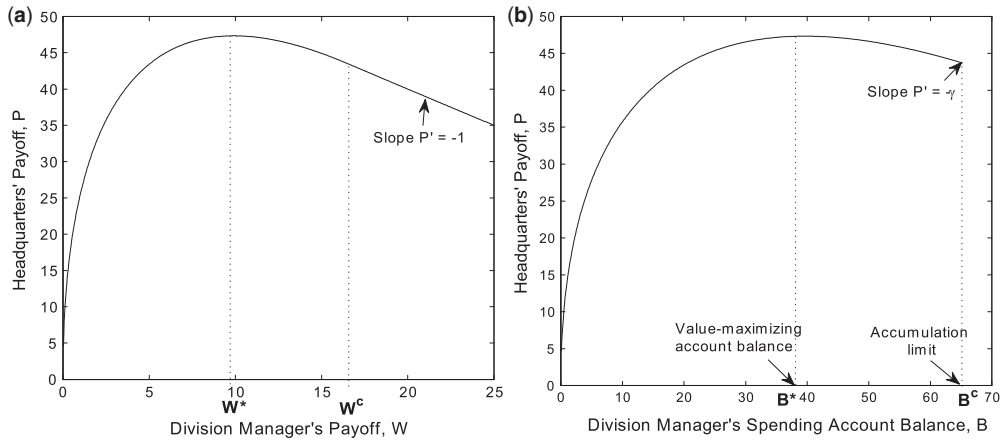 (a)
50
45
40
35
30
25
20
15
10
5
0
Headquarters' Payoff, P
Slope P' = -1
0 5 10 15 20 25
W* Wᶜ
Division Manager's Payoff, W
(b)
50
45
40
35
30
25
20
15
10
5
0
Headquarters' Payoff, P
Slope P' = -γ
Value-maximizing
account balance
Accumulation
limit
0 10 20 30 40 50 60 70
B* Bᶜ
Division Manager's Spending Account Balance, B